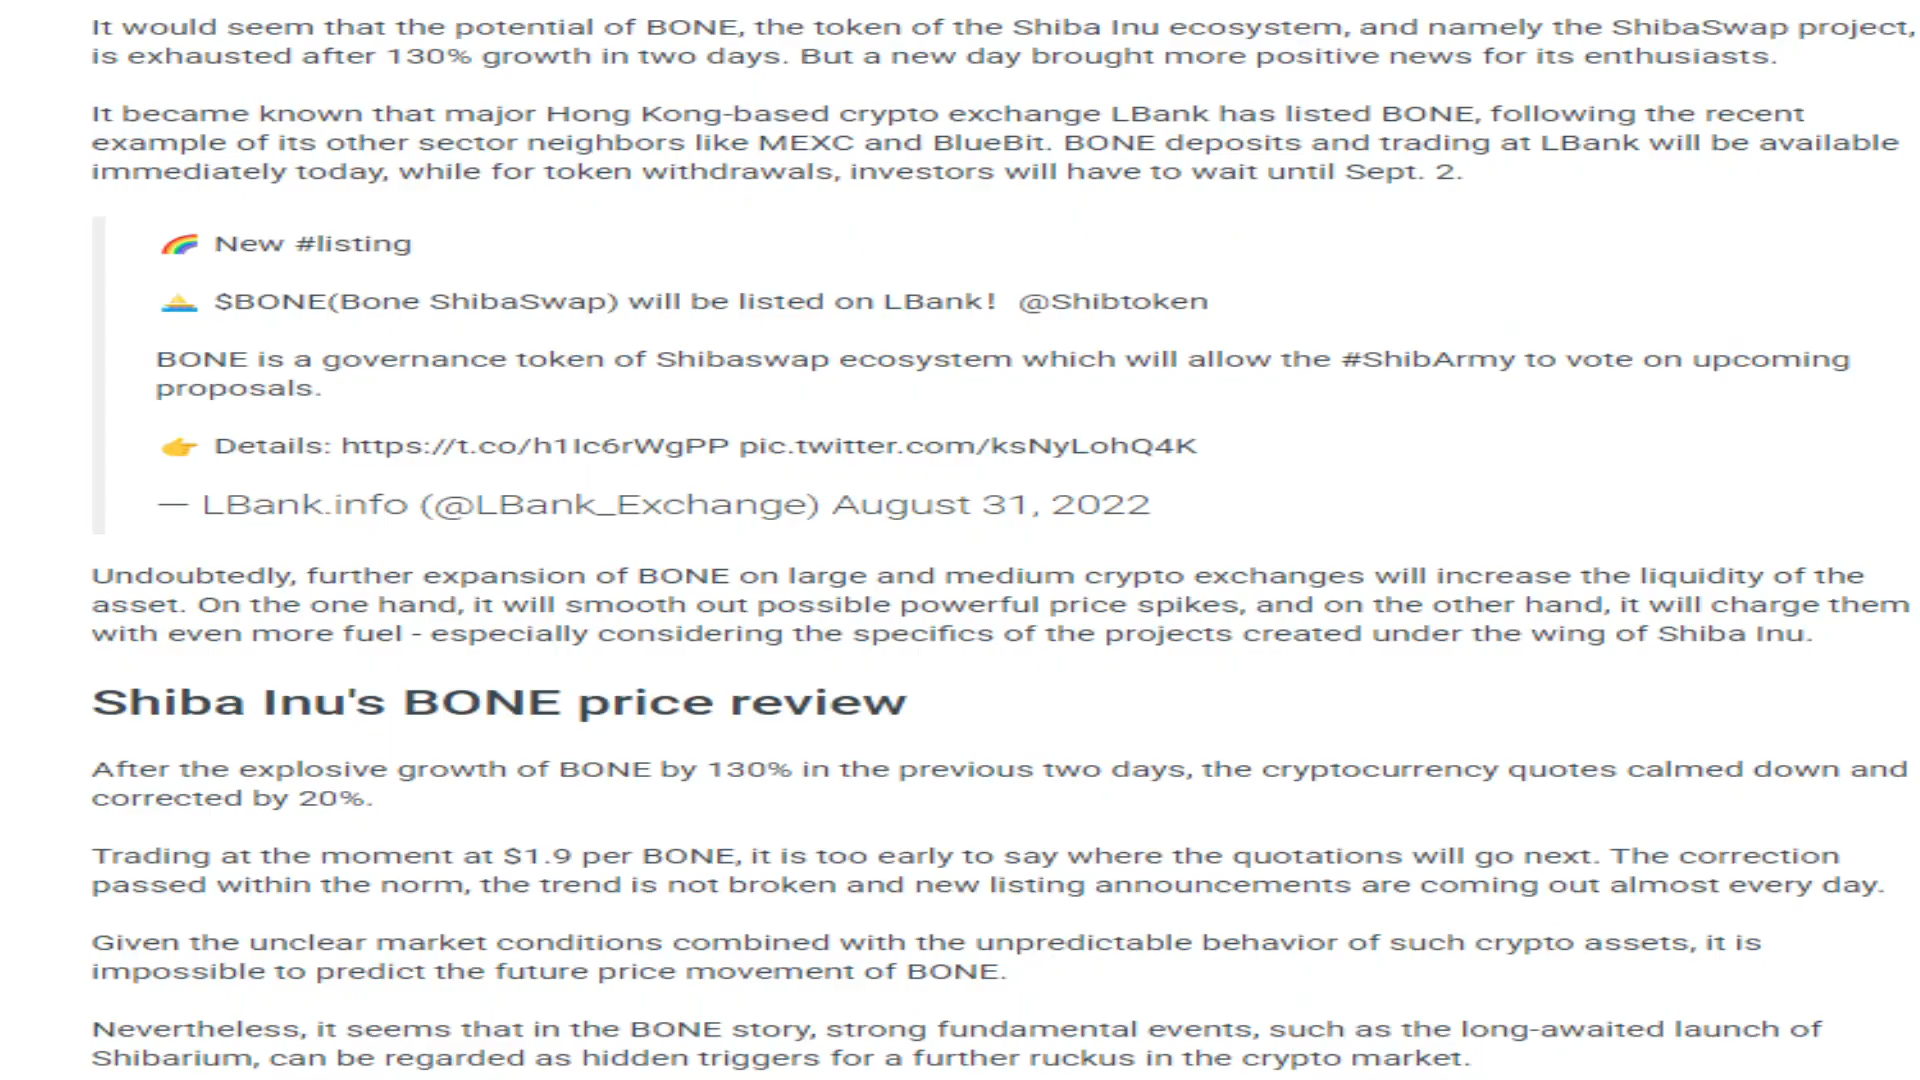 It would seem that the potential of BONE, the token of the Shiba Inu ecosystem, and namely the ShibaSwap project,
is exhausted after 130% growth in two days. But a new day brought more positive news for its enthusiasts.
It became known that major Hong Kong-based crypto exchange LBank has listed BONE, following the recent
example of its other sector neighbors like MEXC and BlueBit. BONE deposits and trading at LBank will be available
immediately today, while for token withdrawals, investors will have to wait until Sept. 2.
🌈 New #listing
⛵ $BONE(Bone ShibaSwap) will be listed on LBank! @Shibtoken
BONE is a governance token of Shibaswap ecosystem which will allow the #ShibArmy to vote on upcoming
proposals.
👉 Details: https://t.co/h1Ic6rWgPP pic.twitter.com/ksNyLohQ4K
— LBank.info (@LBank_Exchange) August 31, 2022
Undoubtedly, further expansion of BONE on large and medium crypto exchanges will increase the liquidity of the
asset. On the one hand, it will smooth out possible powerful price spikes, and on the other hand, it will charge them
with even more fuel - especially considering the specifics of the projects created under the wing of Shiba Inu.
Shiba Inu's BONE price review
After the explosive growth of BONE by 130% in the previous two days, the cryptocurrency quotes calmed down and
corrected by 20%.
Trading at the moment at $1.9 per BONE, it is too early to say where the quotations will go next. The correction
passed within the norm, the trend is not broken and new listing announcements are coming out almost every day.
Given the unclear market conditions combined with the unpredictable behavior of such crypto assets, it is
impossible to predict the future price movement of BONE.
Nevertheless, it seems that in the BONE story, strong fundamental events, such as the long-awaited launch of
Shibarium, can be regarded as hidden triggers for a further ruckus in the crypto market.